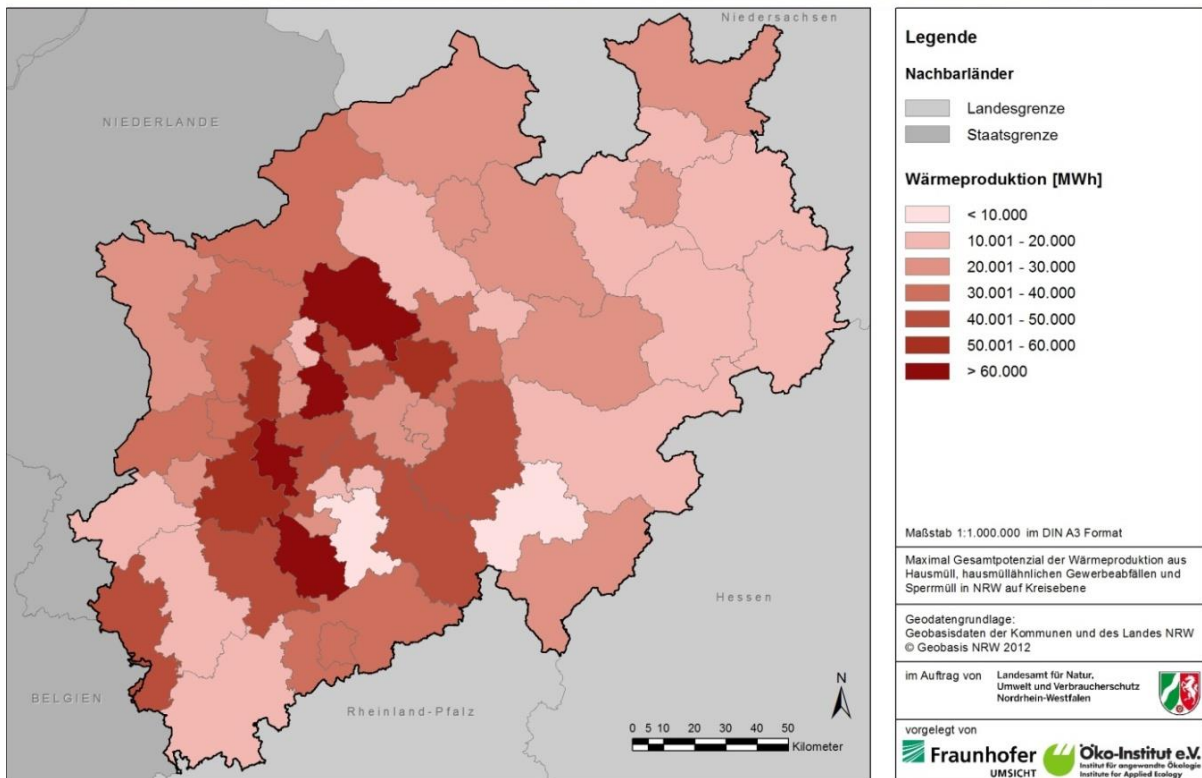 Niedersachsen
NIEDERLANDE
BELGIEN
Rheinland-Pfalz
Hessen
N
0 5 10 20 30 40 50
Kilometer
Legende
Nachbarländer
Landesgrenze
Staatsgrenze
Wärmeproduktion [MWh]
< 10.000
10.001 - 20.000
20.001 - 30.000
30.001 - 40.000
40.001 - 50.000
50.001 - 60.000
> 60.000
Maßstab 1:1.000.000 im DIN A3 Format
Maximal Gesamtpotenzial der Wärmeproduktion aus
Hausmüll, hausmüllähnlichen Gewerbeabfällen und
Sperrmüll in NRW auf Kreisebene
Geodatengrundlage:
Geobasisdaten der Kommunen und des Landes NRW
© Geobasis NRW 2012
im Auftrag von
Landesamt für Natur,
Umwelt und Verbraucherschutz
Nordrhein-Westfalen
vorgelegt von
Fraunhofer
UMSICHT
Öko-Institut e.V.
Institut für angewandte Ökologie
Institute for Applied Ecology